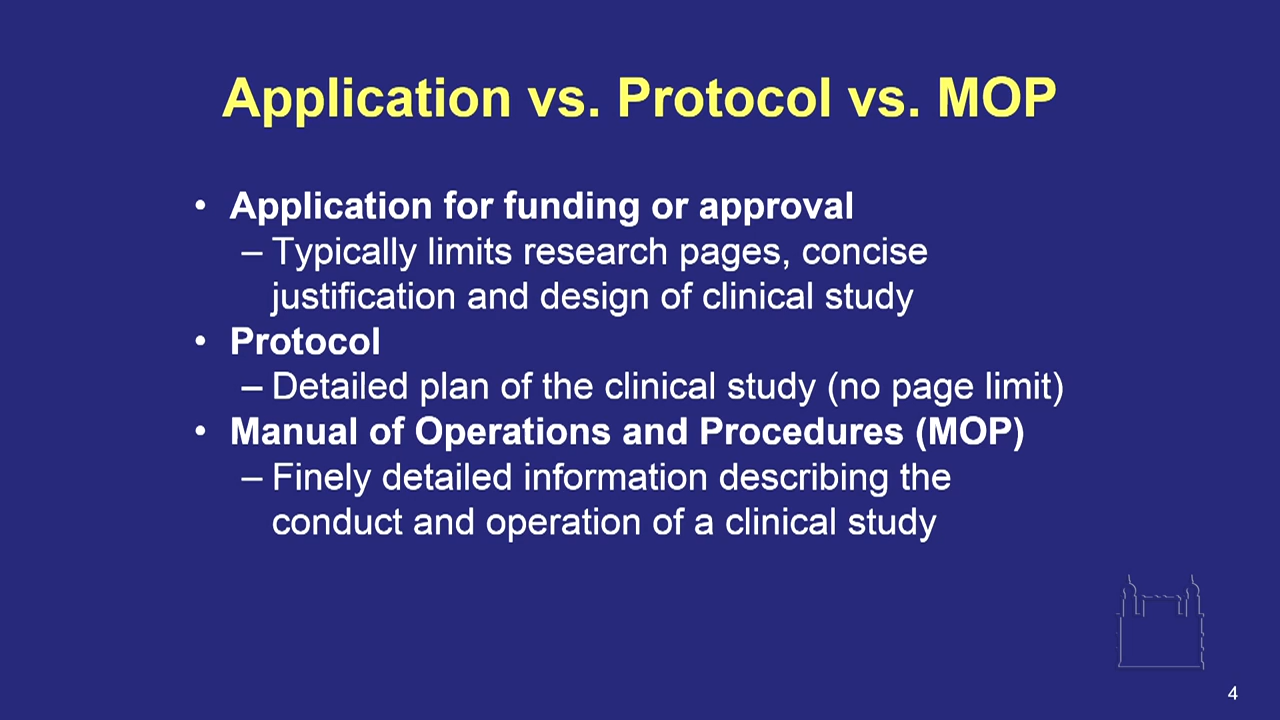 Application vs. Protocol vs. MOP
• Application for funding or approval
– Typically limits research pages, concise
justification and design of clinical study
• Protocol
– Detailed plan of the clinical study (no page limit)
• Manual of Operations and Procedures (MOP)
– Finely detailed information describing the
conduct and operation of a clinical study
4